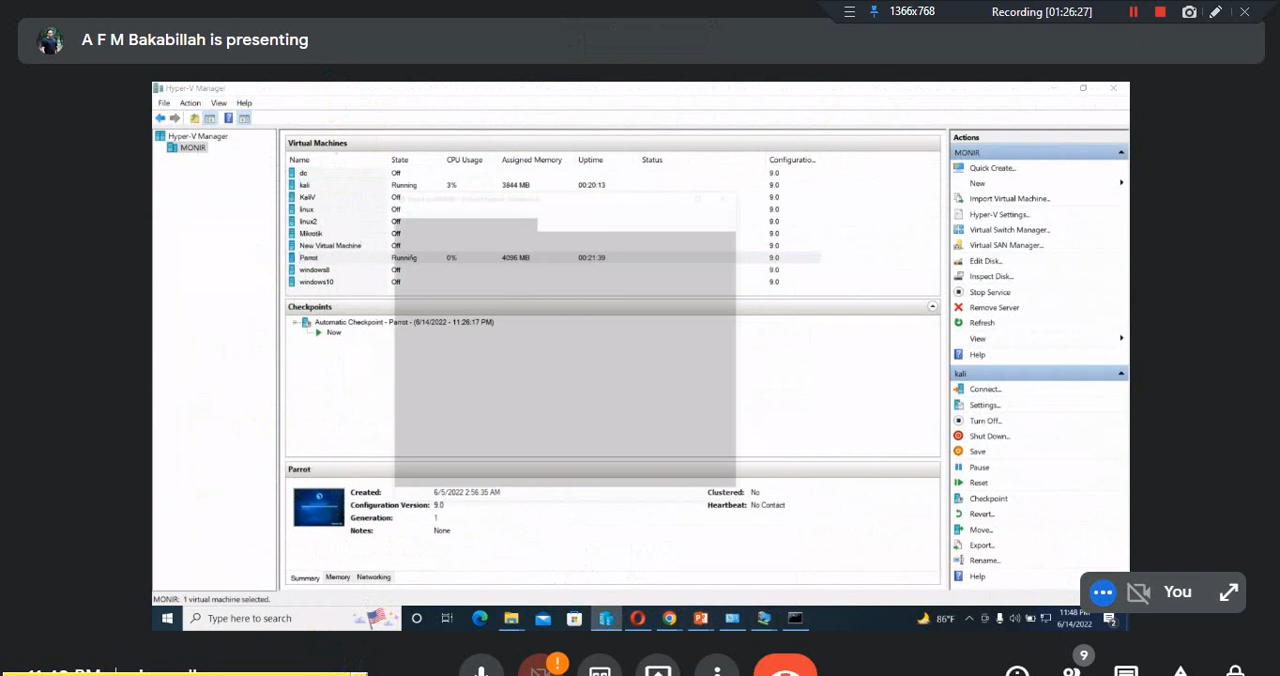 1366x768 Recording [01:26:27]
A F M Bakabillah is presenting
Hyper-V Manager
File Action View Help
Hyper-V Manager
MONIR
Virtual Machines
Name State CPU Usage Assigned Memory Uptime Status Configuratio...
dc Off 9.0
kali Running 3% 3844 MB 00:20:13 9.0
KaliV Off 9.0
linux Off 9.0
linux2 Off 9.0
Mikrotik Off 9.0
New Virtual Machine Off 9.0
Parrot Running 0% 4096 MB 00:21:39 9.0
windows8 Off 9.0
windows10 Off 9.0
Checkpoints
Automatic Checkpoint - Parrot - (6/14/2022 - 11:26:17 PM)
Now
Parrot
Created: 6/5/2022 2:56:35 AM Clustered: No
Configuration Version: 9.0 Heartbeat: No Contact
Generation: 1
Notes: None
Summary Memory Networking
Actions
MONIR
Quick Create...
New
Import Virtual Machine...
Hyper-V Settings...
Virtual Switch Manager...
Virtual SAN Manager...
Edit Disk...
Inspect Disk...
Stop Service
Remove Server
Refresh
View
Help
kali
Connect...
Settings...
Turn Off...
Shut Down...
Save
Pause
Reset
Checkpoint
Revert...
Move...
Export...
Rename...
Help
You
MONIR: 1 virtual machine selected.
Type here to search
86°F
11:48 PM
6/14/2022
2
9